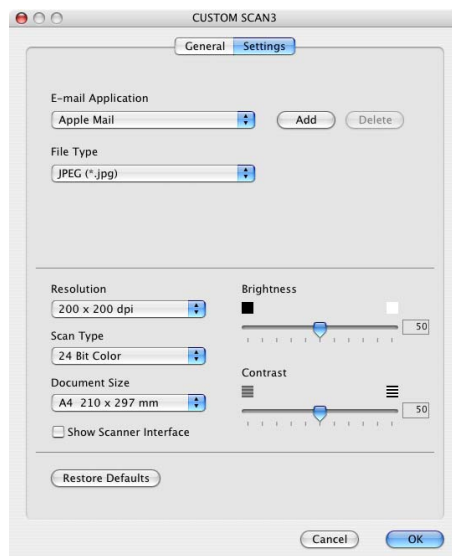 CUSTOM SCAN3
General Settings
E-mail Application
Apple Mail Add Delete
File Type
JPEG (*.jpg)
Resolution
200 x 200 dpi
Scan Type
24 Bit Color
Document Size
A4 210 x 297 mm
Show Scanner Interface
Brightness
50
Contrast
50
Restore Defaults
Cancel OK